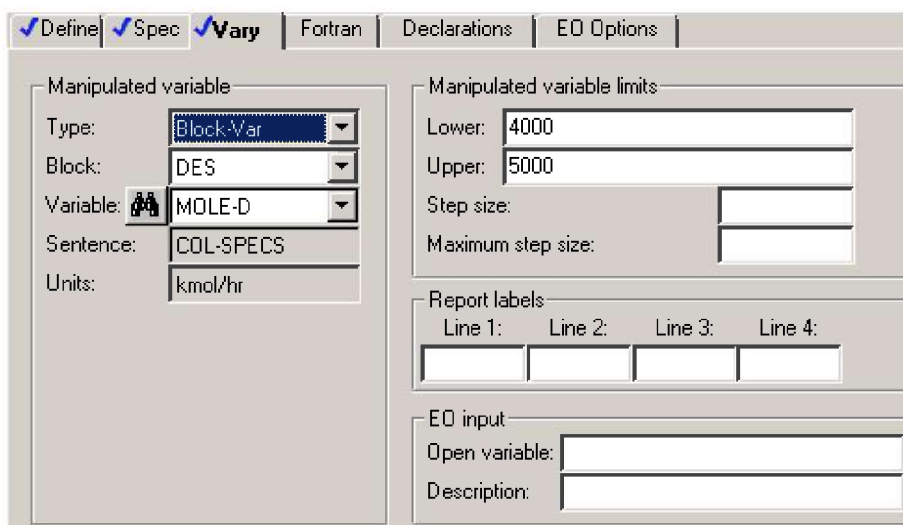 Define Spec Vary Fortran Declarations EO Options
Manipulated variable
Type: Block-Var
Block: DES
Variable: MOLE-D
Sentence: COL-SPECS
Units: kmol/hr
Manipulated variable limits
Lower: 4000
Upper: 5000
Step size:
Maximum step size:
Report labels
Line 1: Line 2: Line 3: Line 4:
EO input
Open variable:
Description: